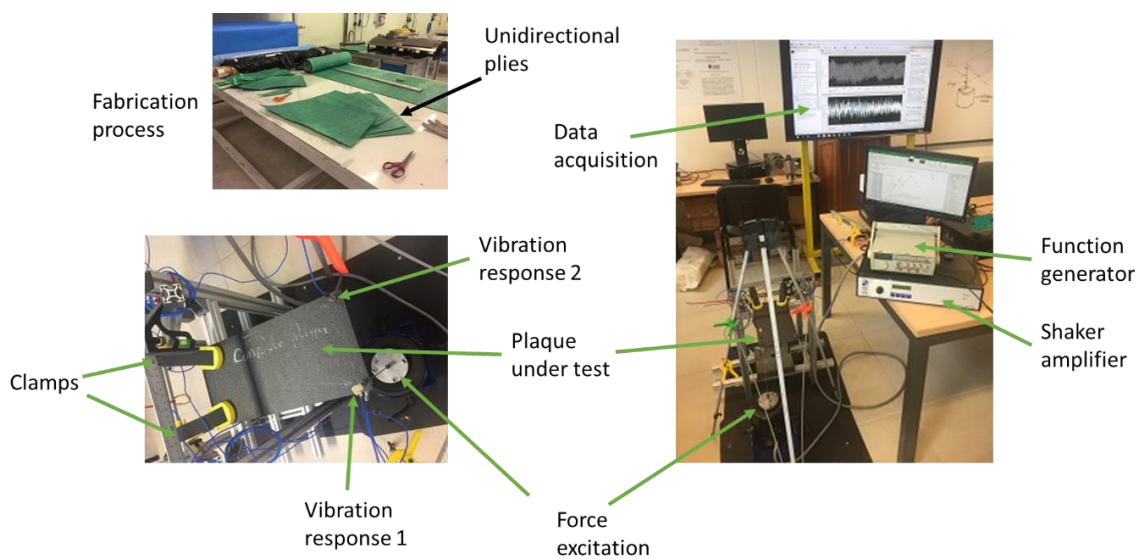 Unidirectional
plies
Fabrication
process
Data
acquisition
Function
generator
Shaker
amplifier
Vibration
response 2
Plaque
under test
Clamps
Vibration
response 1
Force
excitation